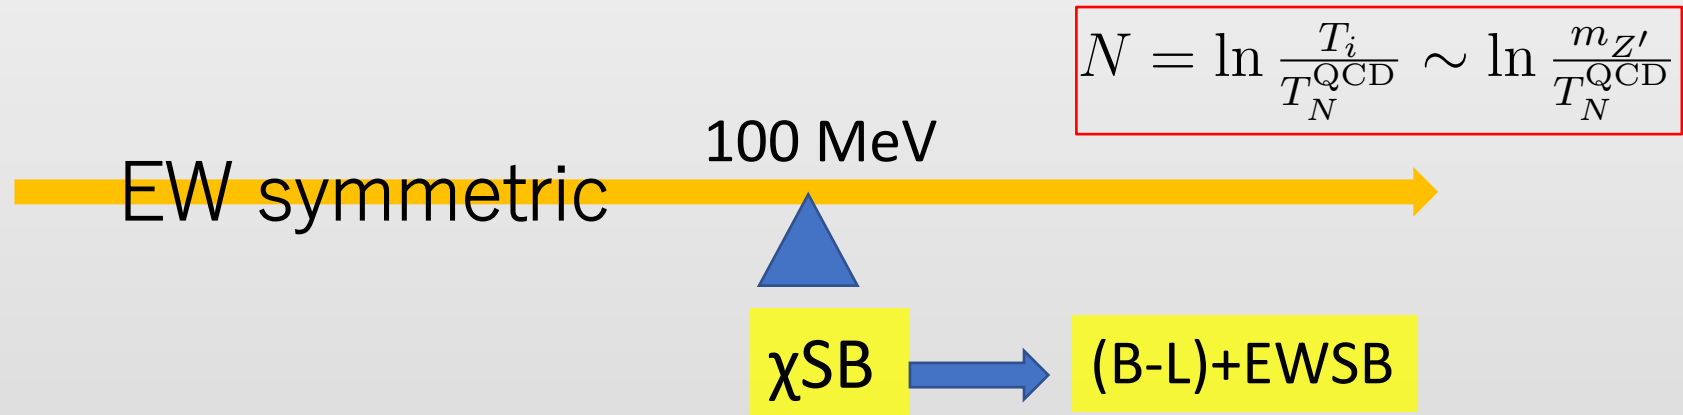 N = ln T_i / T_N^QCD ∼ ln m_Z′ / T_N^QCD
100 MeV
EW symmetric
χSB
(B-L)+EWSB